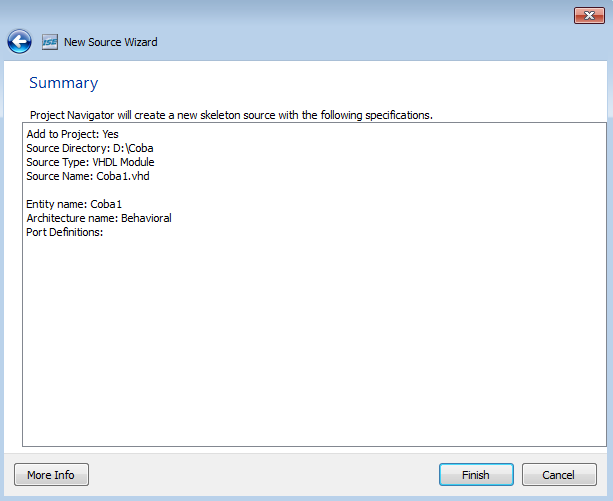 ISE New Source Wizard
Summary
Project Navigator will create a new skeleton source with the following specifications.
Add to Project: Yes
Source Directory: D:\Coba
Source Type: VHDL Module
Source Name: Coba1.vhd
Entity name: Coba1
Architecture name: Behavioral
Port Definitions:
More Info Finish Cancel